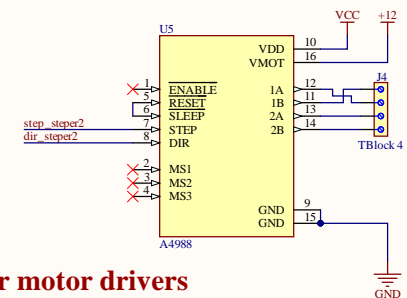 VCC
+12
U5
10
VDD
16
VMOT
J4
1
ENABLE
5
RESET
6
SLEEP
step_steper2
7
STEP
dir_steper2
8
DIR
12
1A
11
1B
13
2A
14
2B
TBlock 4
2
MS1
3
MS2
4
MS3
9
GND
15
GND
A4988
r motor drivers
GND